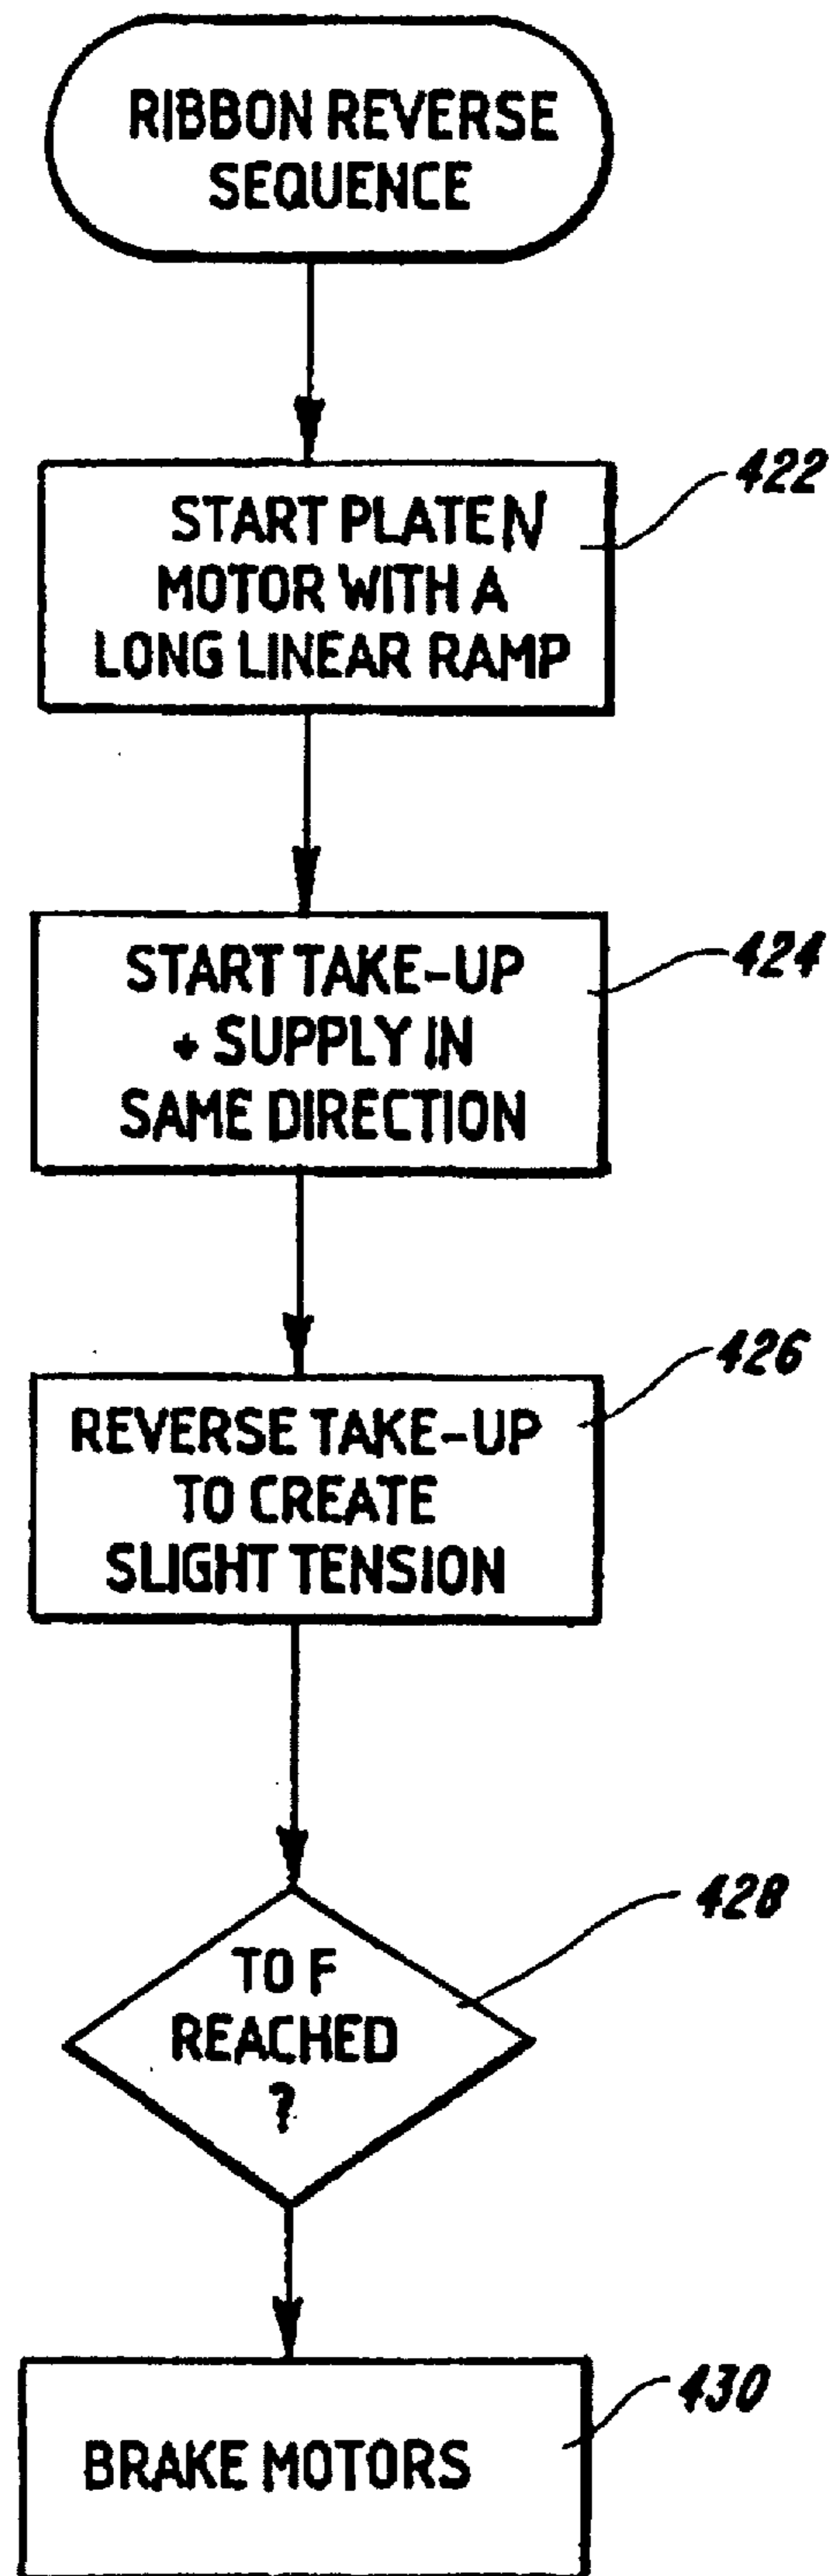 RIBBON REVERSE
SEQUENCE
422
START PLATEN
MOTOR WITH A
LONG LINEAR RAMP
424
START TAKE-UP
+ SUPPLY IN
SAME DIRECTION
426
REVERSE TAKE-UP
TO CREATE
SLIGHT TENSION
428
TO F
REACHED
?
430
BRAKE MOTORS